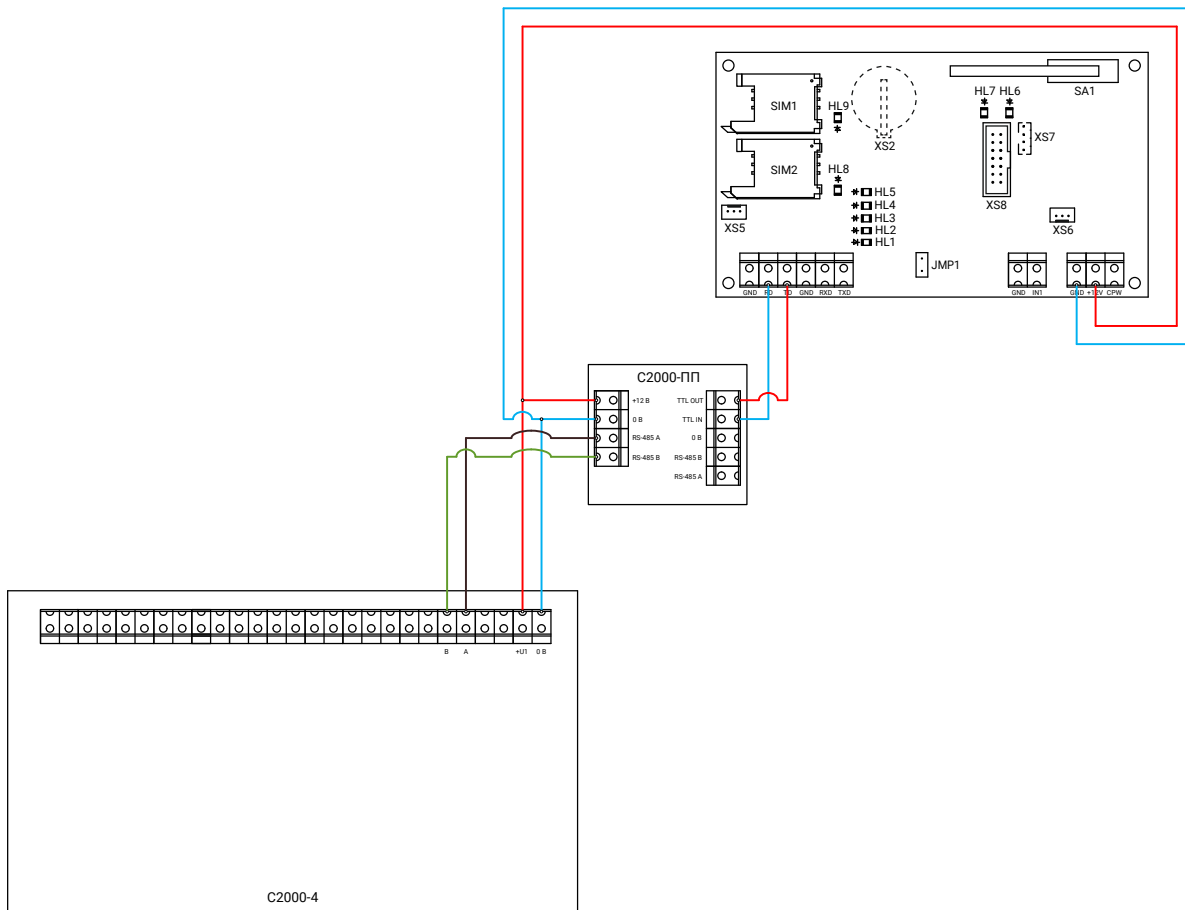 HL7 HL6
SA1
SIM1
HL9
XS2
XS7
SIM2
HL8
HL5
HL4
HL3
HL2
HL1
XS8
XS5
XS6
JMP1
GND RD TD GND RXD TXD
GND IN1
GND +12V CPW
С2000-ПП
+12 В
0 В
RS-485 A
RS-485 B
TTL OUT
TTL IN
0 В
RS-485 B
RS-485 A
B A +U1 0 В
С2000-4